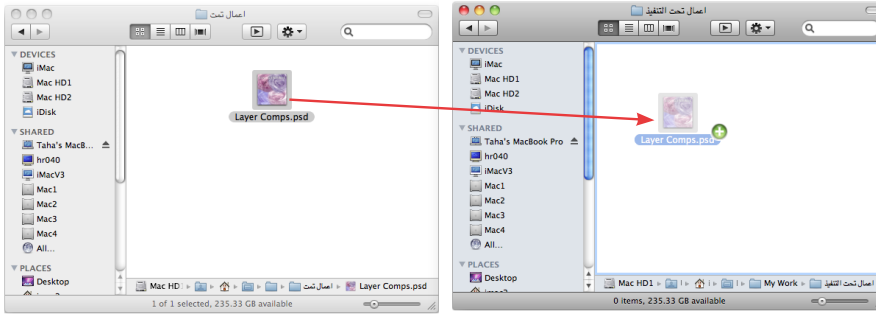 اعمال تمت
DEVICES
iMac
Mac HD1
Mac HD2
iDisk
SHARED
Taha's MacB...
hr040
iMacV3
Mac1
Mac2
Mac3
Mac4
All...
PLACES
Desktop
Layer Comps.psd
Mac HD
اعمال تمت
Layer Comps.psd
1 of 1 selected, 235.33 GB available
اعمال تحت التنفيذ
DEVICES
iMac
Mac HD1
Mac HD2
iDisk
SHARED
Taha's MacBook Pro
hr040
iMacV3
Mac1
Mac2
Mac3
Mac4
All...
PLACES
Desktop
Layer Comps.psd
Mac HD1
My Work
اعمال تحت التنفيذ
0 items, 235.33 GB available